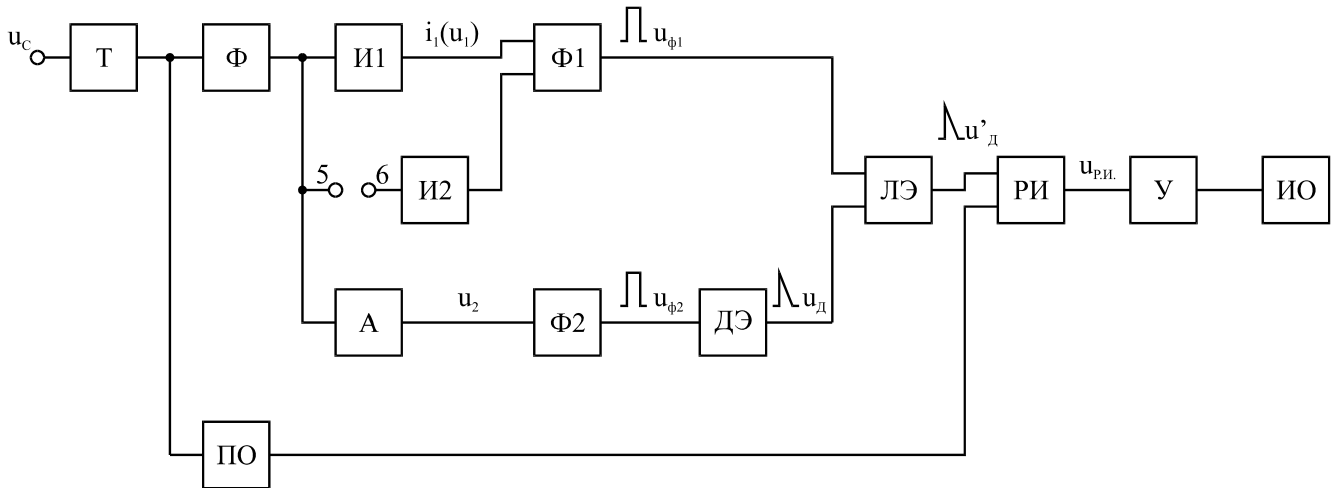 u_C
Т
Ф
И1
i_1(u_1)
Ф1
u_ф1
5
6
И2
ЛЭ
u’_Д
РИ
u_Р.И.
У
ИО
А
u_2
Ф2
u_ф2
ДЭ
u_Д
ПО